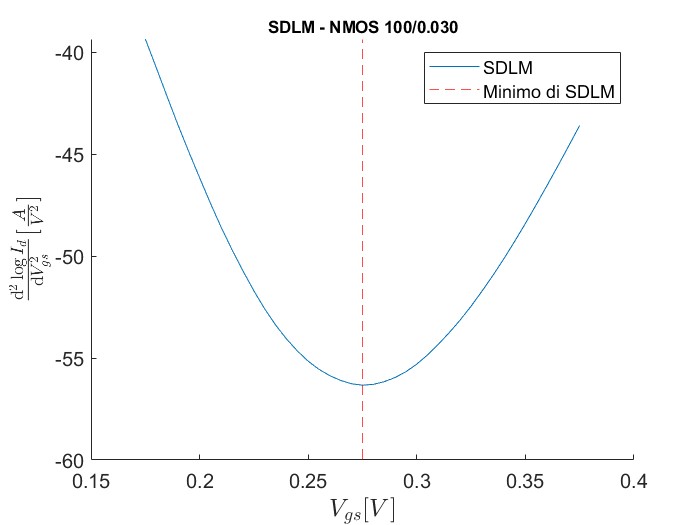 SDLM - NMOS 100/0.030
SDLM
Minimo di SDLM
-40
-45
-50
-55
-60
0.15 0.2 0.25 0.3 0.35 0.4
d² log I_d / dV²_gs [A/V²]
V_gs[V]